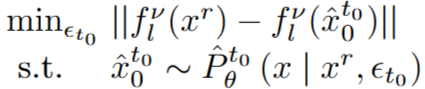 min_{ϵ_{t_0}} ||f_l^ν(x^r) − f_l^ν(x̂_0^{t_0})||
s.t. x̂_0^{t_0} ∼ P̂_θ^{t_0} (x | x^r, ϵ_{t_0})